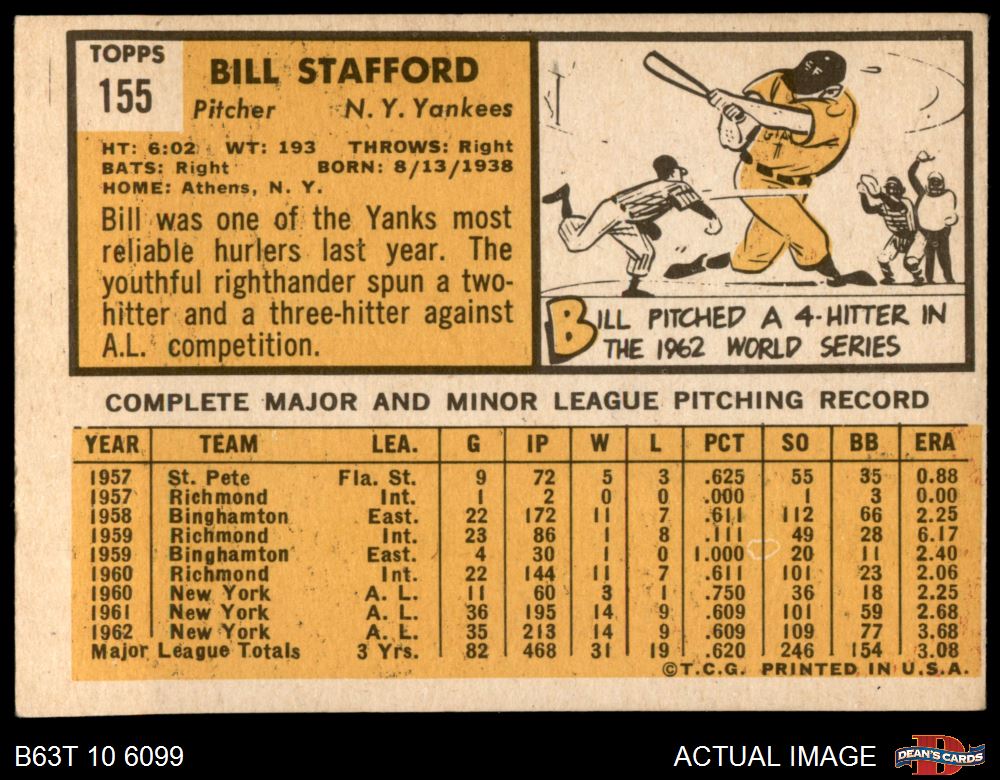 TOPPS
155
BILL STAFFORD
Pitcher N. Y. Yankees
HT: 6:02 WT: 193 THROWS: Right
BATS: Right BORN: 8/13/1938
HOME: Athens, N. Y.
Bill was one of the Yanks most
reliable hurlers last year. The
youthful righthander spun a two-
hitter and a three-hitter against
A.L. competition.
SF
GIA
BILL PITCHED A 4-HITTER IN
THE 1962 WORLD SERIES
COMPLETE MAJOR AND MINOR LEAGUE PITCHING RECORD
YEAR TEAM LEA. G IP W L PCT SO BB ERA
1957 St. Pete Fla. St. 9 72 5 3 .625 55 35 0.88
1957 Richmond Int. 1 2 0 0 .000 1 3 0.00
1958 Binghamton East. 22 172 11 7 .611 112 66 2.25
1959 Richmond Int. 23 86 1 8 .111 49 28 6.17
1959 Binghamton East. 4 30 1 0 1.000 20 11 2.40
1960 Richmond Int. 22 144 11 7 .611 101 23 2.06
1960 New York A. L. 11 60 3 1 .750 36 18 2.25
1961 New York A. L. 36 195 14 9 .609 101 59 2.68
1962 New York A. L. 35 213 14 9 .609 109 77 3.68
Major League Totals 3 Yrs. 82 468 31 19 .620 246 154 3.08
©T.C.G. PRINTED IN U.S.A.
B63T 10 6099
ACTUAL IMAGE
DEAN'S CARDS